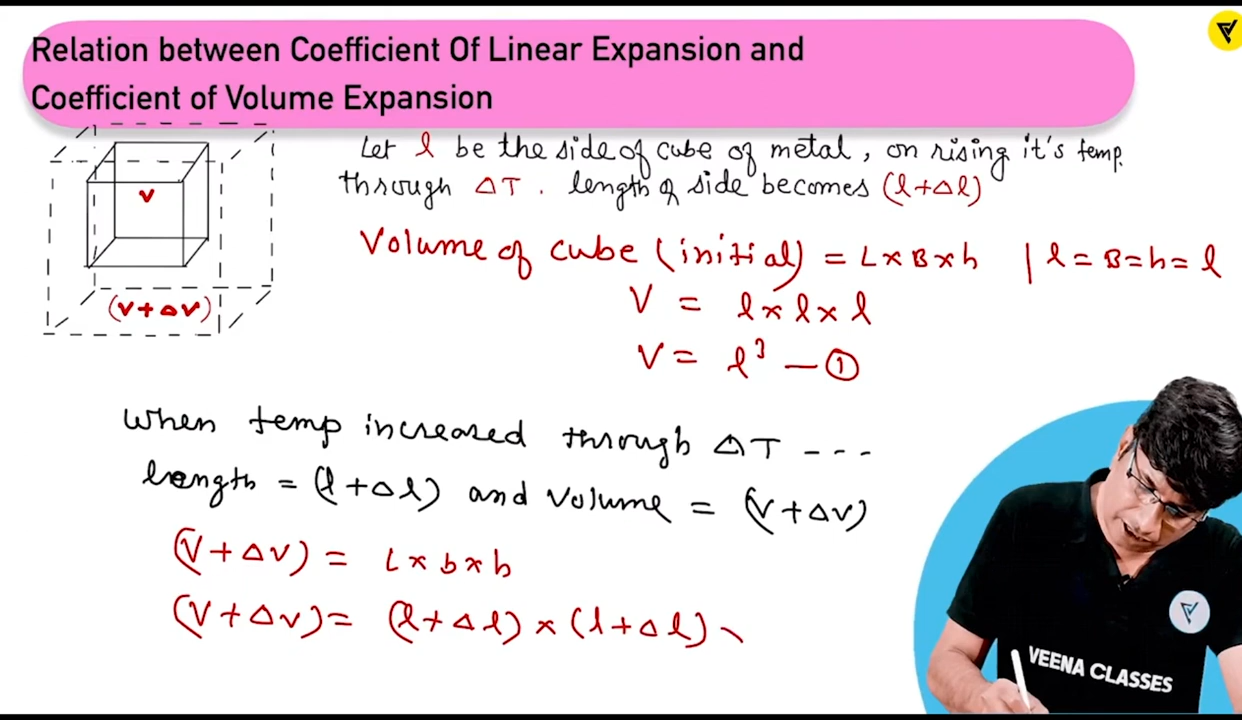 Relation between Coefficient Of Linear Expansion and
Coefficient of Volume Expansion
Let l be the side of cube of metal, on rising it's temp
through ΔT. length of side becomes (l+Δl)
V
(V+ΔV)
Volume of cube (initial) = L×B×h | l=B=h=l
V = l×l×l
V = l³ —①
When temp increased through ΔT ---
length = (l+Δl) and volume = (V+ΔV)
(V+ΔV) = L×b×h
(V+ΔV) = (l+Δl)×(l+Δl)
VEENA CLASSES